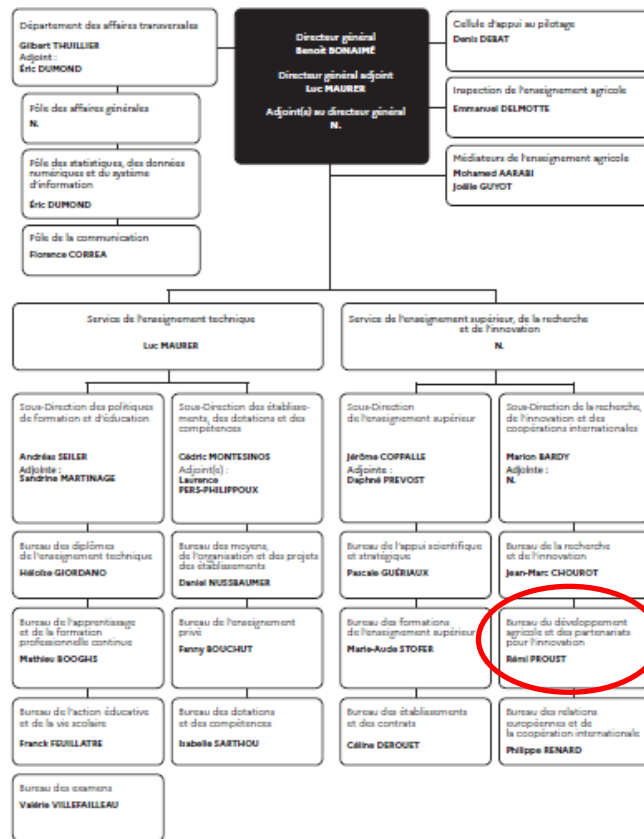 Département des affaires transversales
Gilbert THUILLIER
Adjoint :
Éric DUMOND
Pôle des affaires générales
N.
Pôle des statistiques, des données
numériques et du système
d'information
Éric DUMOND
Pôle de la communication
Florence CORREA
Directeur général
Benoît BONAIMÉ
Directeur général adjoint
Luc MAURER
Adjoint(e) au directeur général
N.
Cellule d'appui au pilotage
Denis DEBAT
Inspection de l'enseignement agricole
Emmanuel DELMOTTE
Médiateurs de l'enseignement agricole
Mohamed AARABI
Joëlle GUYOT
Service de l'enseignement technique
Luc MAURER
Service de l'enseignement supérieur, de la recherche
et de l'innovation
N.
Sous-Direction des politiques
de formation et d'éducation
Andréas SEILER
Adjointe :
Sandrine MARTINAGE
Bureau des diplômes
de l'enseignement technique
Héloïse GIORDANO
Bureau de l'apprentissage
et de la formation
professionnelle continue
Mathieu BOOGHS
Bureau de l'action éducative
et de la vie scolaire
Franck FEUILLATRE
Bureau des examens
Valérie VILLEFAILLEAU
Sous-Direction des établisse-
ments, des dotations et des
compétences
Cédric MONTESINOS
Adjoint(e) :
Laurence
PERS-PHILIPPOUX
Bureau des moyens,
de l'organisation et des projets
des établissements
Daniel NUSSBAUMER
Bureau de l'enseignement
privé
Fanny BOUCHUT
Bureau des dotations
et des compétences
Isabelle SARTHOU
Sous-Direction
de l'enseignement supérieur
Jérôme COPPALLE
Adjointe :
Daphné PREVOST
Bureau de l'appui scientifique
et stratégique
Pascale GUÉRIAUX
Bureau des formations
de l'enseignement supérieur
Marie-Aude STOFER
Bureau des établissements
et des contrats
Céline DEROUET
Sous-Direction de la recherche,
de l'innovation et des
coopérations internationales
Marion BARDY
Adjointe :
N.
Bureau de la recherche
et de l'innovation
Jean-Marc CHOUROT
Bureau du développement
agricole et des partenariats
pour l'innovation
Rémi PROUST
Bureau des relations
européennes et de
la coopération internationale
Philippe RENARD